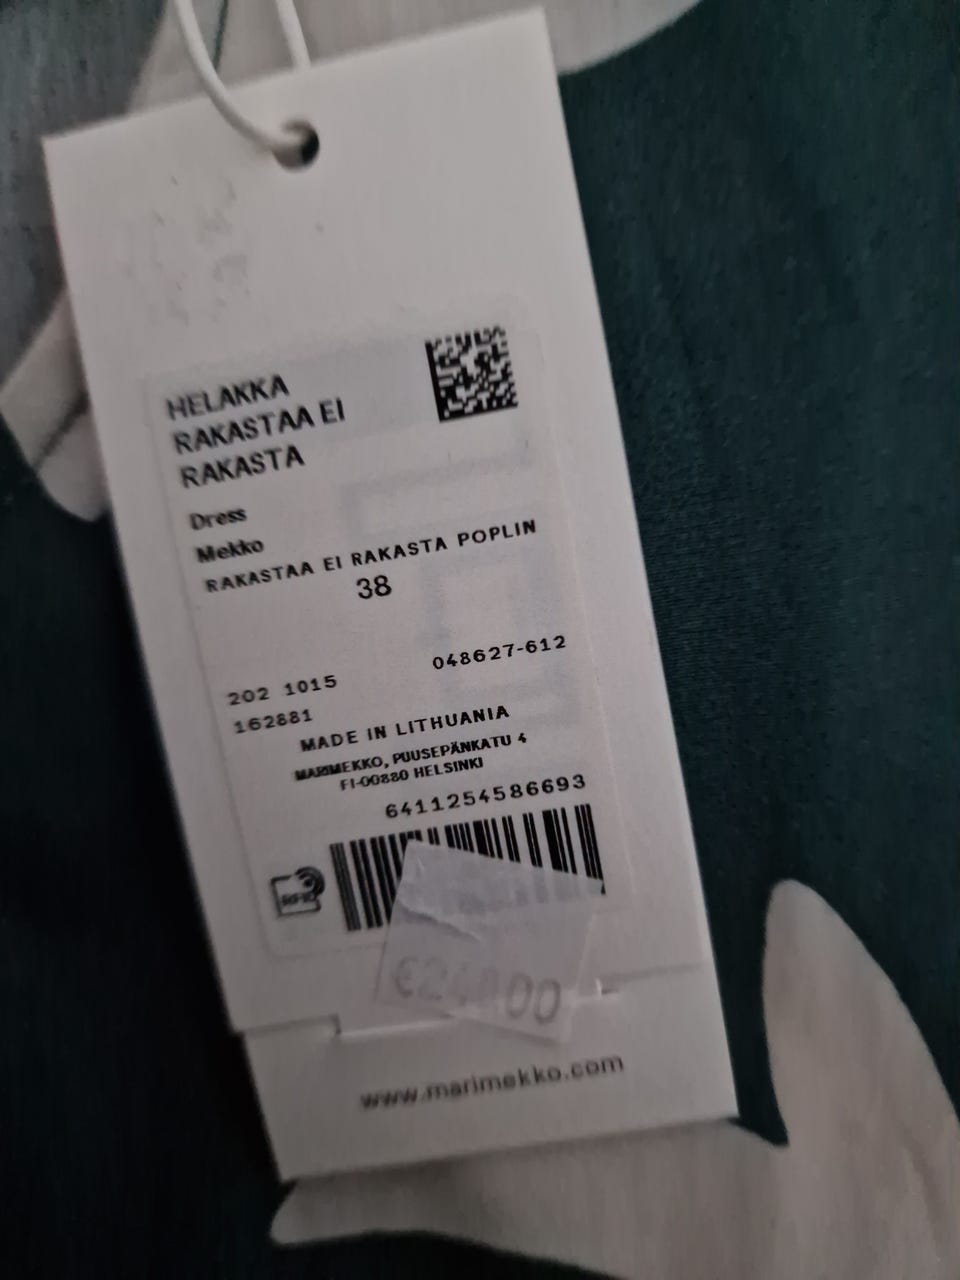 HELAKKA
RAKASTAA EI
RAKASTA
Dress
Mekko
RAKASTAA EI RAKASTA POPLIN
38
048627-612
202 1015
162881
MADE IN LITHUANIA
MARIMEKKO, PUUSEPÄNKATU 4
FI-00880 HELSINKI
6411254586693
RFID
www.marimekko.com